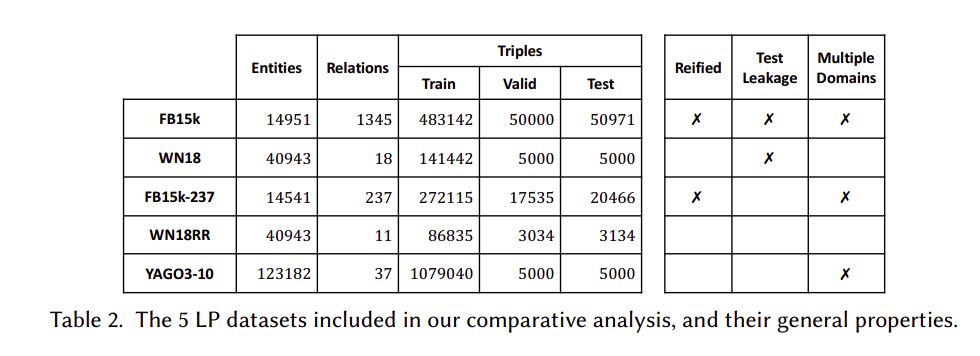 Entities Relations Triples Reified Test Leakage Multiple Domains
Train Valid Test
FB15k 14951 1345 483142 50000 50971 ✗ ✗ ✗
WN18 40943 18 141442 5000 5000 ✗
FB15k-237 14541 237 272115 17535 20466 ✗ ✗
WN18RR 40943 11 86835 3034 3134
YAGO3-10 123182 37 1079040 5000 5000 ✗
Table 2. The 5 LP datasets included in our comparative analysis, and their general properties.